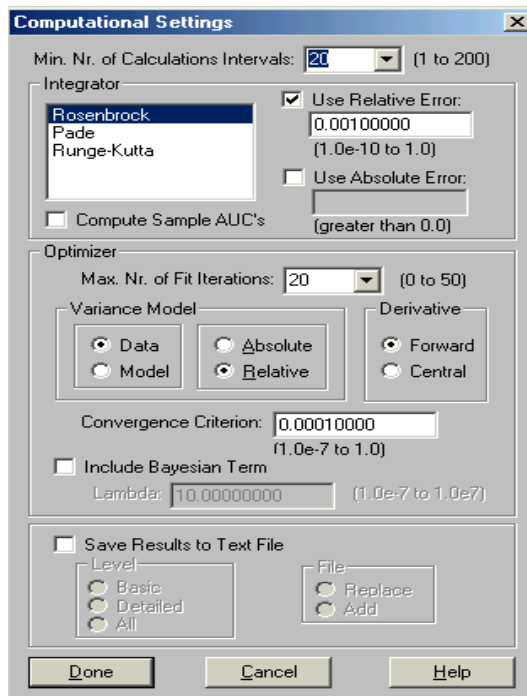 Computational Settings
Min. Nr. of Calculations Intervals: 20 (1 to 200)
Integrator
Rosenbrock
Pade
Runge-Kutta
Use Relative Error:
0.00100000
(1.0e-10 to 1.0)
Use Absolute Error:
(greater than 0.0)
Compute Sample AUC's
Optimizer
Max. Nr. of Fit Iterations: 20 (0 to 50)
Variance Model
Data
Model
Absolute
Relative
Derivative
Forward
Central
Convergence Criterion: 0.00010000
(1.0e-7 to 1.0)
Include Bayesian Term
Lambda: 10.00000000 (1.0e-7 to 1.0e7)
Save Results to Text File
Level
Basic
Detailed
All
File
Replace
Add
Done Cancel Help